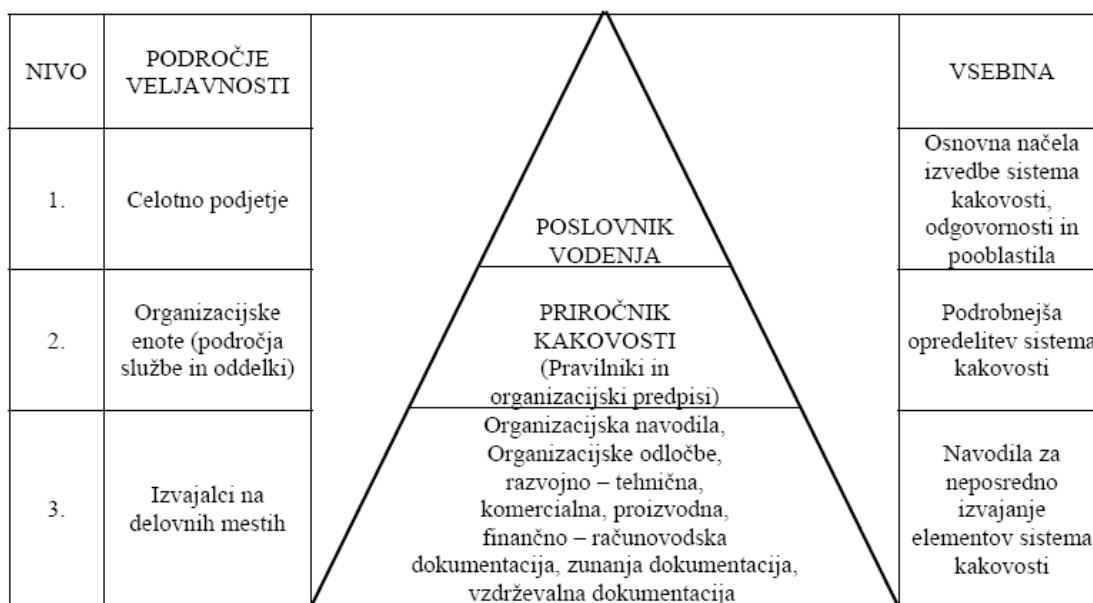 NIVO
PODROČJE
VELJAVNOSTI
VSEBINA
1.
Celotno podjetje
POSLOVNIK
VODENJA
Osnovna načela
izvedbe sistema
kakovosti,
odgovornosti in
pooblastila
2.
Organizacijske
enote (področja
službe in oddelki)
PRIROČNIK
KAKOVOSTI
(Pravilniki in
organizacijski predpisi)
Podrobnejša
opredelitev sistema
kakovosti
3.
Izvajalci na
delovnih mestih
Organizacijska navodila,
Organizacijske odločbe,
razvojno – tehnična,
komercialna, proizvodna,
finančno – računovodska
dokumentacija, zunanja dokumentacija,
vzdrževalna dokumentacija
Navodila za
neposredno
izvajanje
elementov sistema
kakovosti